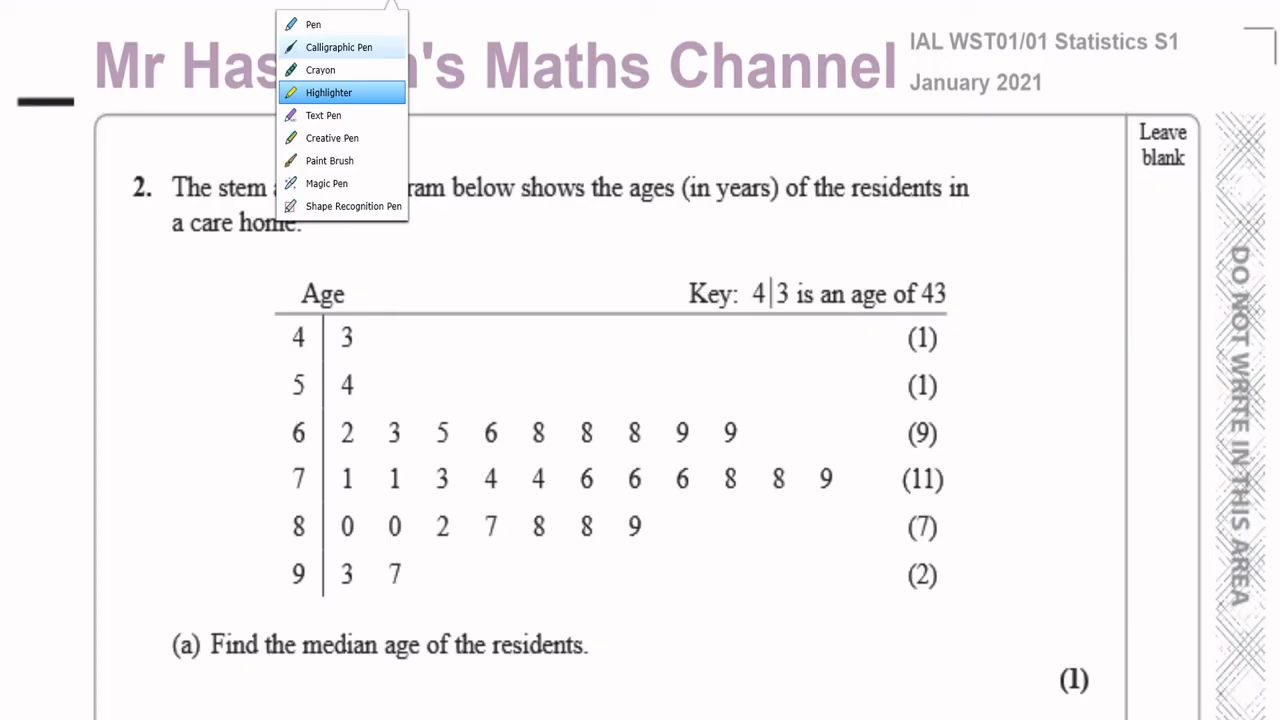 Pen
Calligraphic Pen
Crayon
Highlighter
Text Pen
Creative Pen
Paint Brush
Magic Pen
Shape Recognition Pen
Mr Has 's Maths Channel
IAL WST01/01 Statistics S1
January 2021
Leave
blank
2. The stem ram below shows the ages (in years) of the residents in
a care home.
Age Key: 4|3 is an age of 43
4 3 (1)
5 4 (1)
6 2 3 5 6 8 8 8 9 9 (9)
7 1 1 3 4 4 6 6 6 8 8 9 (11)
8 0 0 2 7 8 8 9 (7)
9 3 7 (2)
(a) Find the median age of the residents.
(1)
DO NOT WRITE IN THIS AREA